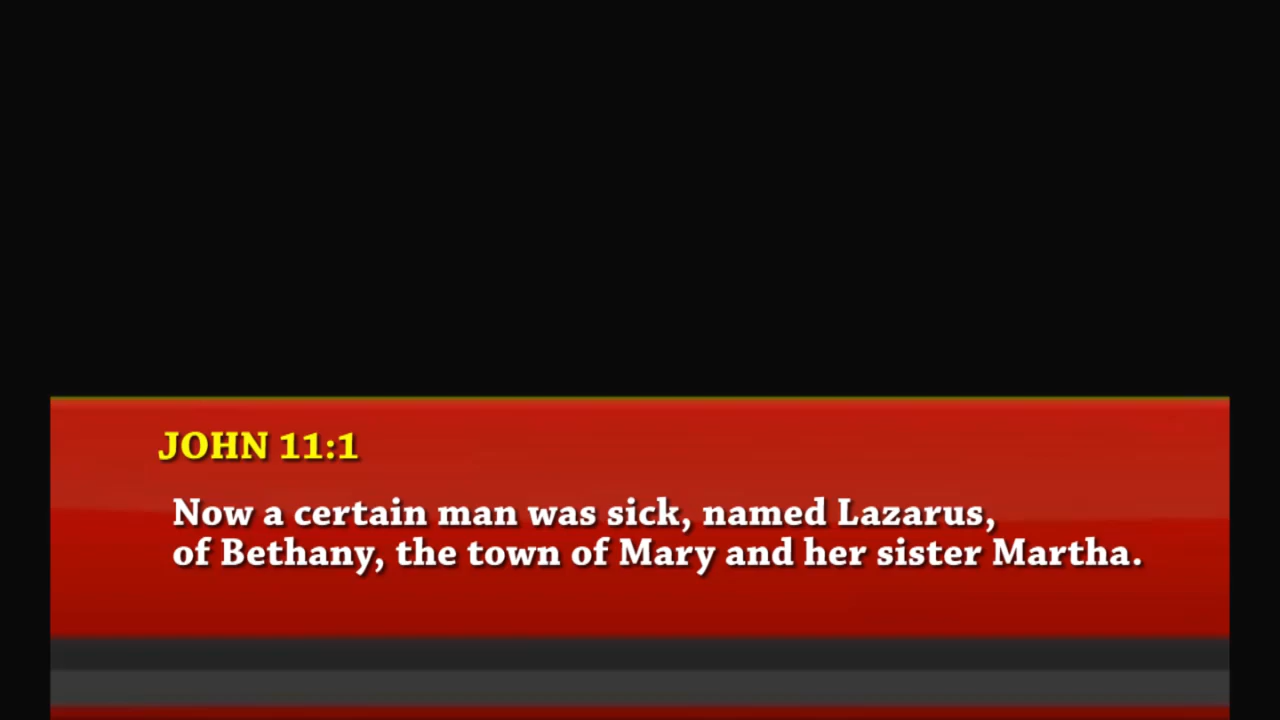 JOHN 11:1
Now a certain man was sick, named Lazarus,
of Bethany, the town of Mary and her sister Martha.